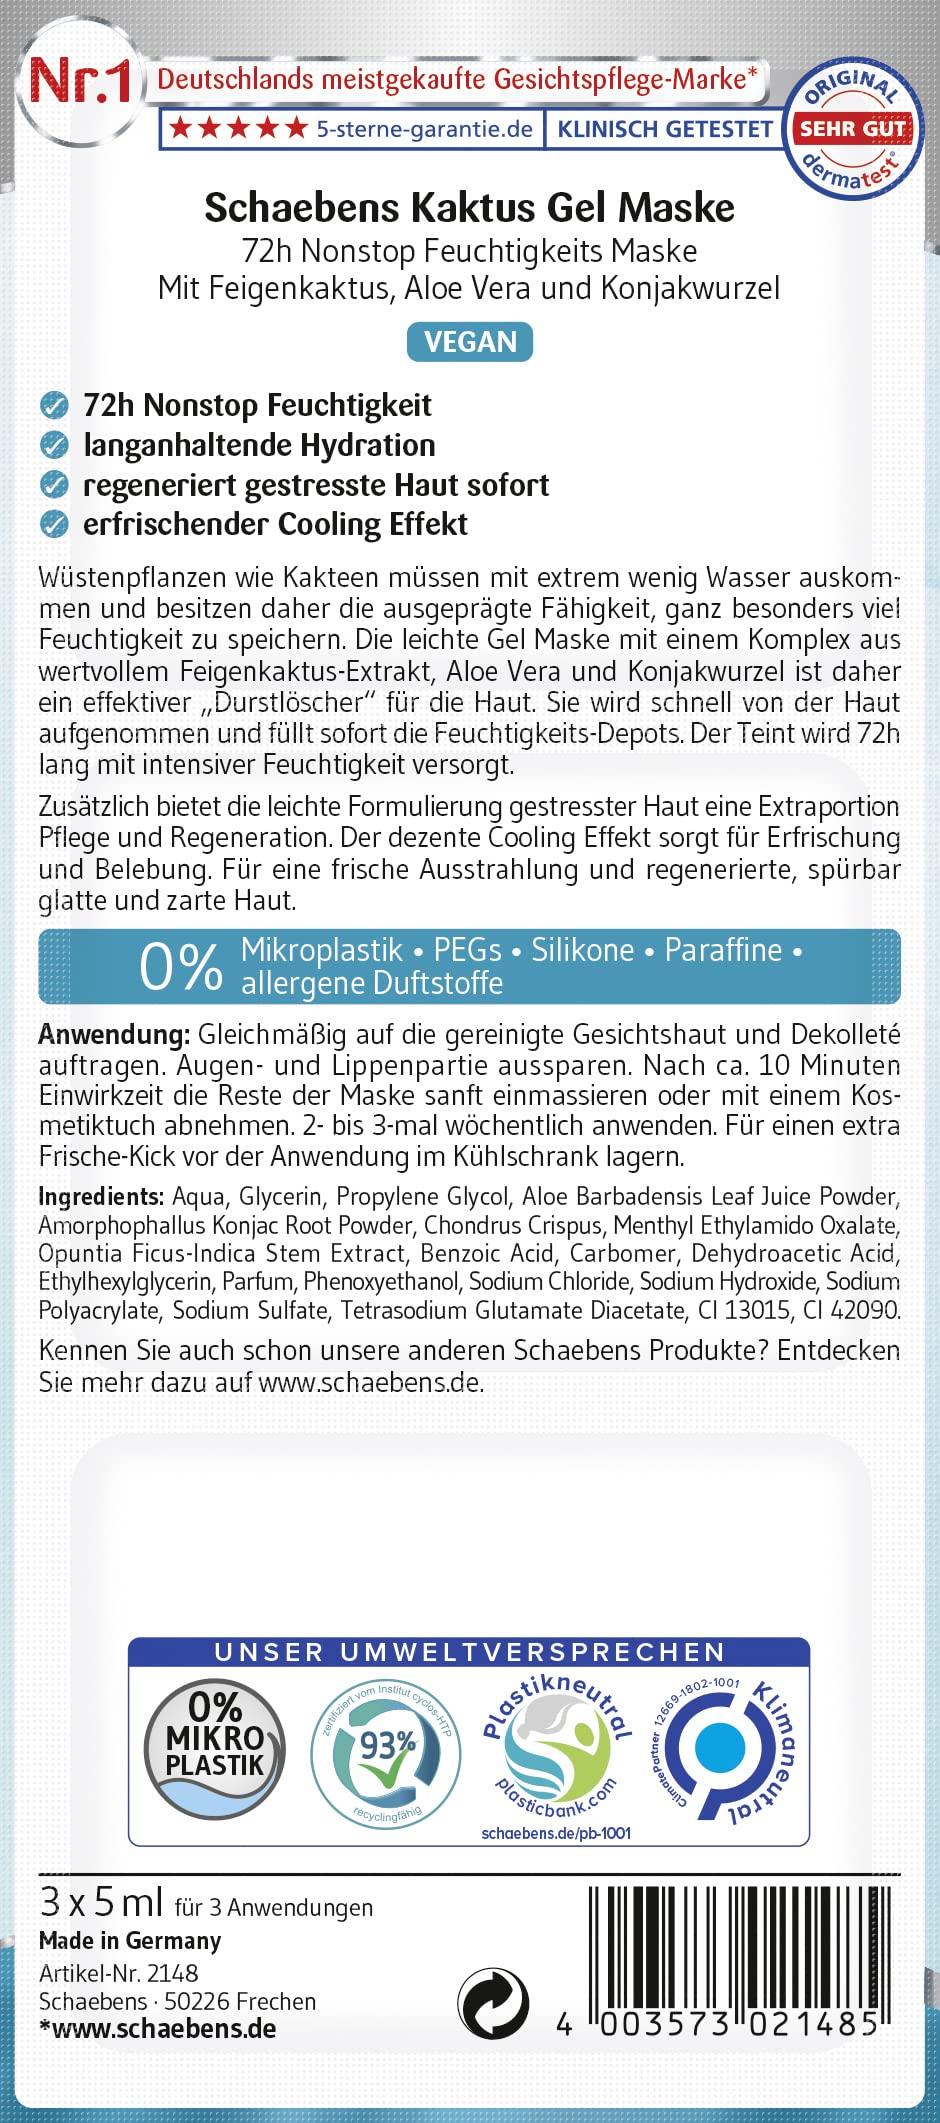 Nr.1
Deutschlands meistgekaufte Gesichtspflege-Marke*
5-sterne-garantie.de
KLINISCH GETESTET
ORIGINAL
SEHR GUT
dermatest®
Schaebens Kaktus Gel Maske
72h Nonstop Feuchtigkeits Maske
Mit Feigenkaktus, Aloe Vera und Konjakwurzel
VEGAN
72h Nonstop Feuchtigkeit
langanhaltende Hydration
regeneriert gestresste Haut sofort
erfrischender Cooling Effekt
Wüstenpflanzen wie Kakteen müssen mit extrem wenig Wasser auskom-
men und besitzen daher die ausgeprägte Fähigkeit, ganz besonders viel
Feuchtigkeit zu speichern. Die leichte Gel Maske mit einem Komplex aus
wertvollem Feigenkaktus-Extrakt, Aloe Vera und Konjakwurzel ist daher
ein effektiver „Durstlöscher“ für die Haut. Sie wird schnell von der Haut
aufgenommen und füllt sofort die Feuchtigkeits-Depots. Der Teint wird 72h
lang mit intensiver Feuchtigkeit versorgt.
Zusätzlich bietet die leichte Formulierung gestresster Haut eine Extraportion
Pflege und Regeneration. Der dezente Cooling Effekt sorgt für Erfrischung
und Belebung. Für eine frische Ausstrahlung und regenerierte, spürbar
glatte und zarte Haut.
0% Mikroplastik • PEGs • Silikone • Paraffine •
allergene Duftstoffe
Anwendung: Gleichmäßig auf die gereinigte Gesichtshaut und Dekolleté
auftragen. Augen- und Lippenpartie aussparen. Nach ca. 10 Minuten
Einwirkzeit die Reste der Maske sanft einmassieren oder mit einem Kos-
metiktuch abnehmen. 2- bis 3-mal wöchentlich anwenden. Für einen extra
Frische-Kick vor der Anwendung im Kühlschrank lagern.
Ingredients: Aqua, Glycerin, Propylene Glycol, Aloe Barbadensis Leaf Juice Powder,
Amorphophallus Konjac Root Powder, Chondrus Crispus, Menthyl Ethylamido Oxalate,
Opuntia Ficus-Indica Stem Extract, Benzoic Acid, Carbomer, Dehydroacetic Acid,
Ethylhexylglycerin, Parfum, Phenoxyethanol, Sodium Chloride, Sodium Hydroxide, Sodium
Polyacrylate, Sodium Sulfate, Tetrasodium Glutamate Diacetate, CI 13015, CI 42090.
Kennen Sie auch schon unsere anderen Schaebens Produkte? Entdecken
Sie mehr dazu auf www.schaebens.de.
UNSER UMWELTVERSPRECHEN
0%
MIKRO
PLASTIK
zertifiziert vom Institut cyclos-HTP
93%
recyclingfähig
Plastikneutral
plasticbank.com
schaebens.de/pb-1001
ClimatePartner 12669-1802-1001
Klimaneutral
3 x 5 ml für 3 Anwendungen
Made in Germany
Artikel-Nr. 2148
Schaebens · 50226 Frechen
*www.schaebens.de
4 003573 021485